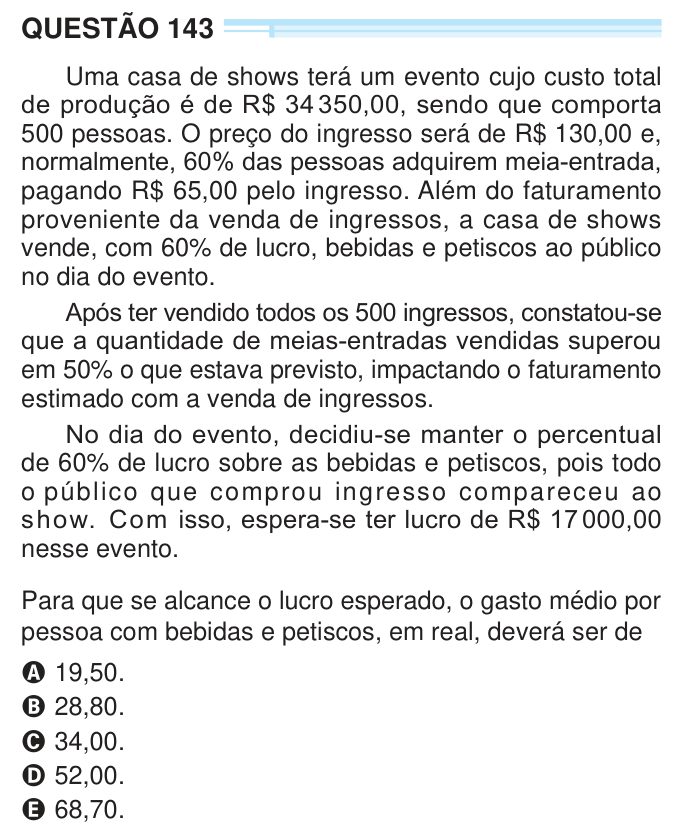 QUESTÃO 143
Uma casa de shows terá um evento cujo custo total
de produção é de R$ 34 350,00, sendo que comporta
500 pessoas. O preço do ingresso será de R$ 130,00 e,
normalmente, 60% das pessoas adquirem meia-entrada,
pagando R$ 65,00 pelo ingresso. Além do faturamento
proveniente da venda de ingressos, a casa de shows
vende, com 60% de lucro, bebidas e petiscos ao público
no dia do evento.
Após ter vendido todos os 500 ingressos, constatou-se
que a quantidade de meias-entradas vendidas superou
em 50% o que estava previsto, impactando o faturamento
estimado com a venda de ingressos.
No dia do evento, decidiu-se manter o percentual
de 60% de lucro sobre as bebidas e petiscos, pois todo
o público que comprou ingresso compareceu ao
show. Com isso, espera-se ter lucro de R$ 17 000,00
nesse evento.
Para que se alcance o lucro esperado, o gasto médio por
pessoa com bebidas e petiscos, em real, deverá ser de
A 19,50.
B 28,80.
C 34,00.
D 52,00.
E 68,70.